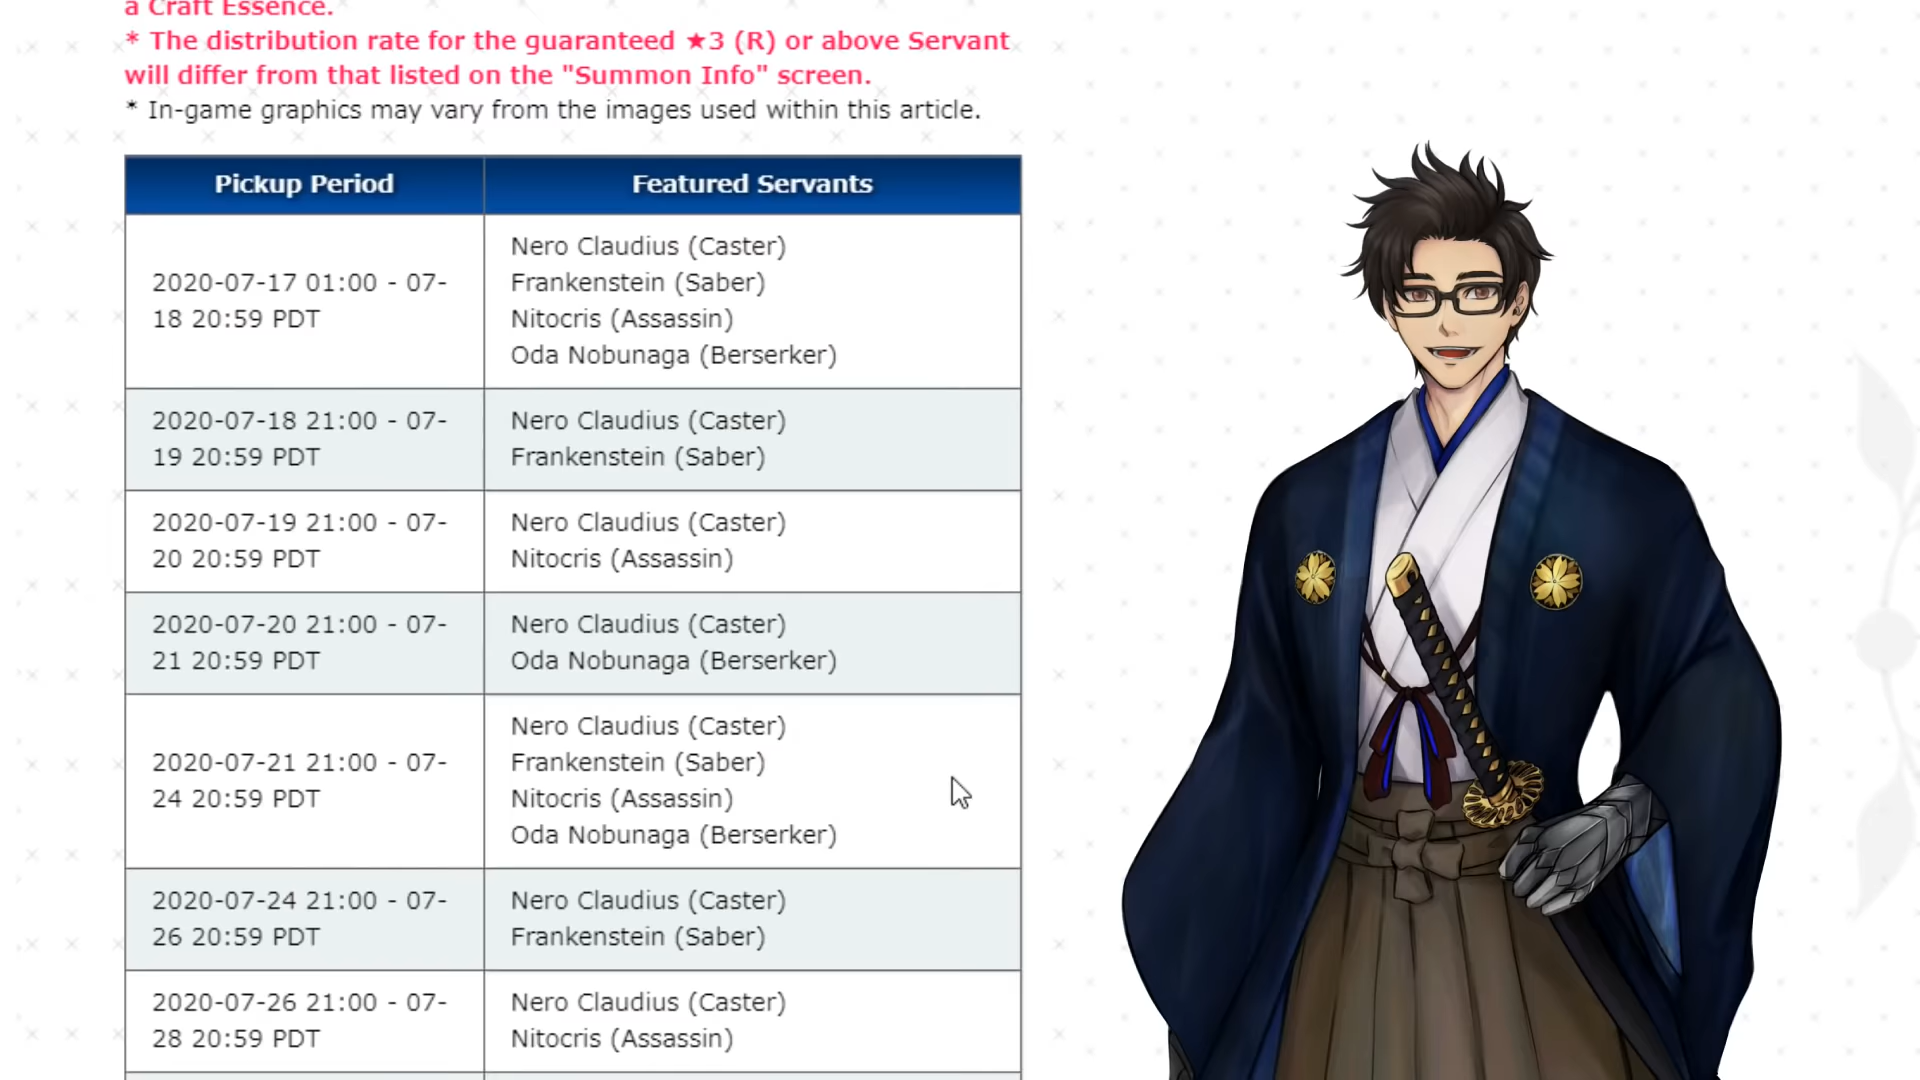 a Craft Essence.
* The distribution rate for the guaranteed ★3 (R) or above Servant
will differ from that listed on the "Summon Info" screen.
* In-game graphics may vary from the images used within this article.
Pickup Period
Featured Servants
2020-07-17 01:00 - 07-
18 20:59 PDT
Nero Claudius (Caster)
Frankenstein (Saber)
Nitocris (Assassin)
Oda Nobunaga (Berserker)
2020-07-18 21:00 - 07-
19 20:59 PDT
Nero Claudius (Caster)
Frankenstein (Saber)
2020-07-19 21:00 - 07-
20 20:59 PDT
Nero Claudius (Caster)
Nitocris (Assassin)
2020-07-20 21:00 - 07-
21 20:59 PDT
Nero Claudius (Caster)
Oda Nobunaga (Berserker)
2020-07-21 21:00 - 07-
24 20:59 PDT
Nero Claudius (Caster)
Frankenstein (Saber)
Nitocris (Assassin)
Oda Nobunaga (Berserker)
2020-07-24 21:00 - 07-
26 20:59 PDT
Nero Claudius (Caster)
Frankenstein (Saber)
2020-07-26 21:00 - 07-
28 20:59 PDT
Nero Claudius (Caster)
Nitocris (Assassin)